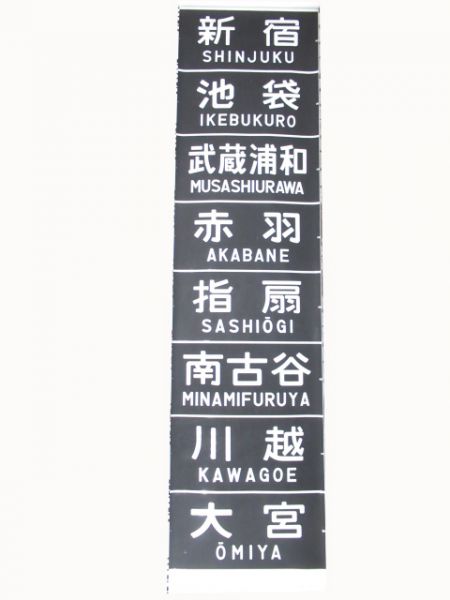 新宿
SHINJUKU
池袋
IKEBUKURO
武蔵浦和
MUSASHIURAWA
赤羽
AKABANE
指扇
SASHIŌGI
南古谷
MINAMIFURUYA
川越
KAWAGOE
大宮
ŌMIYA